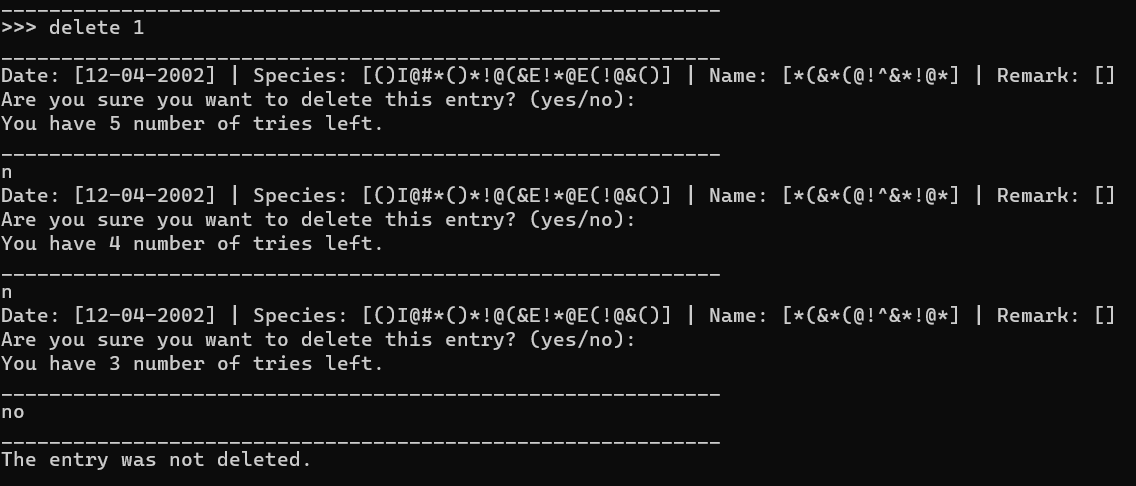 ____________________________________________________________
>>> delete 1
____________________________________________________________
Date: [12-04-2002] | Species: [()I@#*()*!@(&E!*@E(!@&()] | Name: [*(&*(@!^&*!@*] | Remark: []
Are you sure you want to delete this entry? (yes/no):
You have 5 number of tries left.
____________________________________________________________
n
Date: [12-04-2002] | Species: [()I@#*()*!@(&E!*@E(!@&()] | Name: [*(&*(@!^&*!@*] | Remark: []
Are you sure you want to delete this entry? (yes/no):
You have 4 number of tries left.
____________________________________________________________
n
Date: [12-04-2002] | Species: [()I@#*()*!@(&E!*@E(!@&()] | Name: [*(&*(@!^&*!@*] | Remark: []
Are you sure you want to delete this entry? (yes/no):
You have 3 number of tries left.
____________________________________________________________
no
____________________________________________________________
The entry was not deleted.